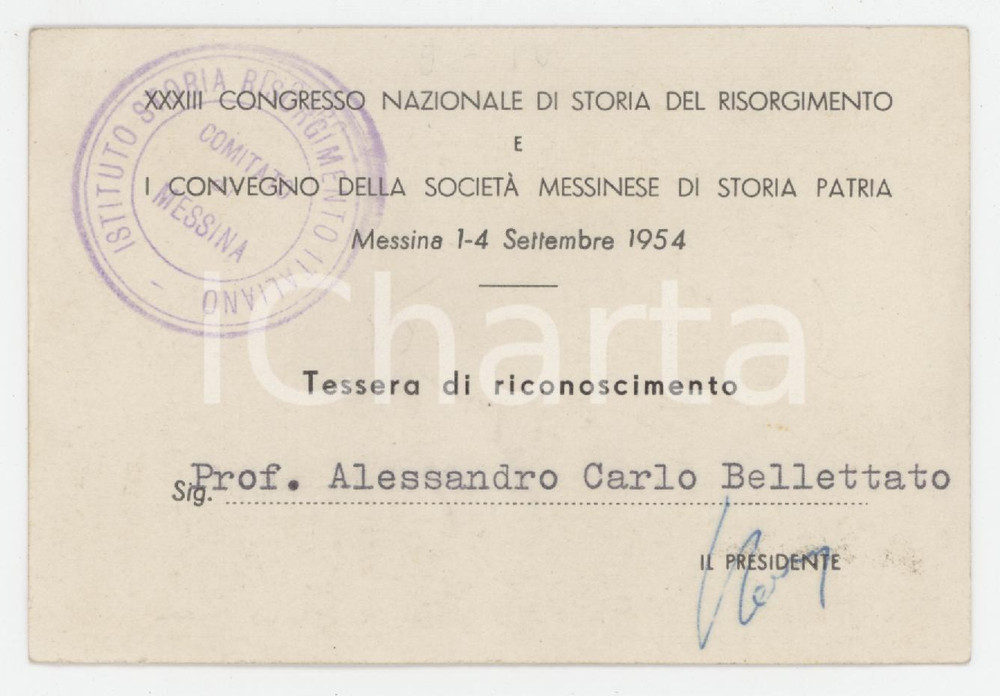 XXXIII CONGRESSO NAZIONALE DI STORIA DEL RISORGIMENTO
E
I CONVEGNO DELLA SOCIETÀ MESSINESE DI STORIA PATRIA
Messina 1-4 Settembre 1954
ISTITUTO STORIA RISORGIMENTO ITALIANO -
COMITATO
MESSINA
ICharta
Tessera di riconoscimento
Sig. Prof. Alessandro Carlo Bellettato
IL PRESIDENTE